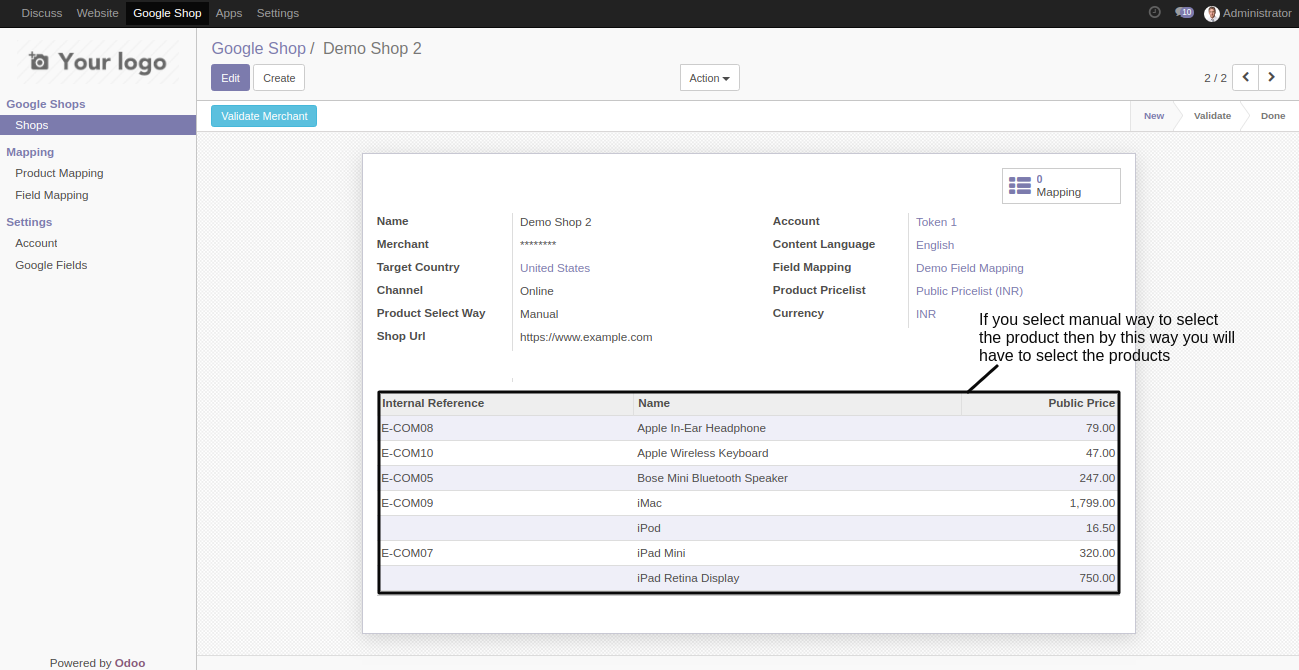 Discuss Website Google Shop Apps Settings 10 Administrator
Your logo
Google Shops
Shops
Mapping
Product Mapping
Field Mapping
Settings
Account
Google Fields
Powered by Odoo
Google Shop / Demo Shop 2
Edit Create Action 2 / 2
Validate Merchant New Validate Done
0
Mapping
Name Demo Shop 2 Account Token 1
Merchant ******** Content Language English
Target Country United States Field Mapping Demo Field Mapping
Channel Online Product Pricelist Public Pricelist (INR)
Product Select Way Manual Currency INR
Shop Url https://www.example.com
If you select manual way to select
the product then by this way you will
have to select the products
Internal Reference Name Public Price
E-COM08 Apple In-Ear Headphone 79.00
E-COM10 Apple Wireless Keyboard 47.00
E-COM05 Bose Mini Bluetooth Speaker 247.00
E-COM09 iMac 1,799.00
iPod 16.50
E-COM07 iPad Mini 320.00
iPad Retina Display 750.00